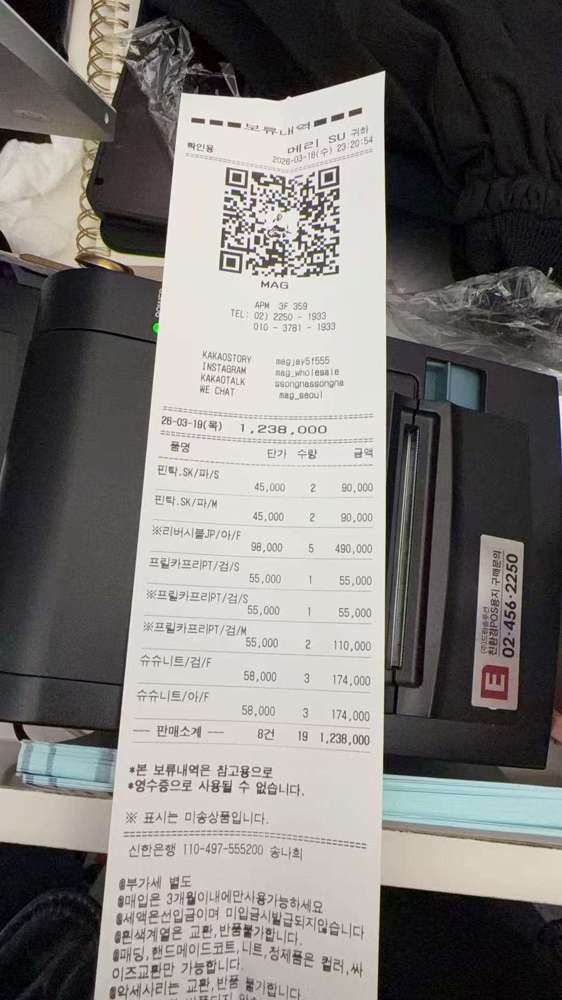 보류내역
확인용 메리 SU 귀하
2026-03-18(수) 23:20:54
MAG
APM 3F 359
TEL: 02) 2250 - 1933
010 - 3781 - 1933
KAKAOSTORY magjay5f555
INSTAGRAM mag_wholesale
KAKAOTALK ssongnassongna
WE CHAT mag_seoul
26-03-19(목) 1,238,000
품명 단가 수량 금액
핀탁.SK/파/S
45,000 2 90,000
핀탁.SK/파/M
45,000 2 90,000
※리버시블JP/아/F
98,000 5 490,000
프릴카프리PT/검/S
55,000 1 55,000
※프릴카프리PT/검/S
55,000 1 55,000
※프릴카프리PT/검/M
55,000 2 110,000
슈슈니트/검/F
58,000 3 174,000
슈슈니트/아/F
58,000 3 174,000
── 판매소계 ── 8건 19 1,238,000
*본 보류내역은 참고용으로
*영수증으로 사용될 수 없습니다.
※ 표시는 미송상품입니다.
신한은행 110-497-555200 송나희
부가세 별도
매입은 3개월이내에만사용가능하세요
세액은선입금이며 미입금시발급되지않습니다
흰색계열은 교환,반품불가합니다.
패딩,핸드메이드코트,니트,청제품은 컬러,싸
이즈교환만 가능합니다.
악세사리는 교환,반품 불가합니다.
POWER
E
친환경POS용지 구매문의
02·456·2250